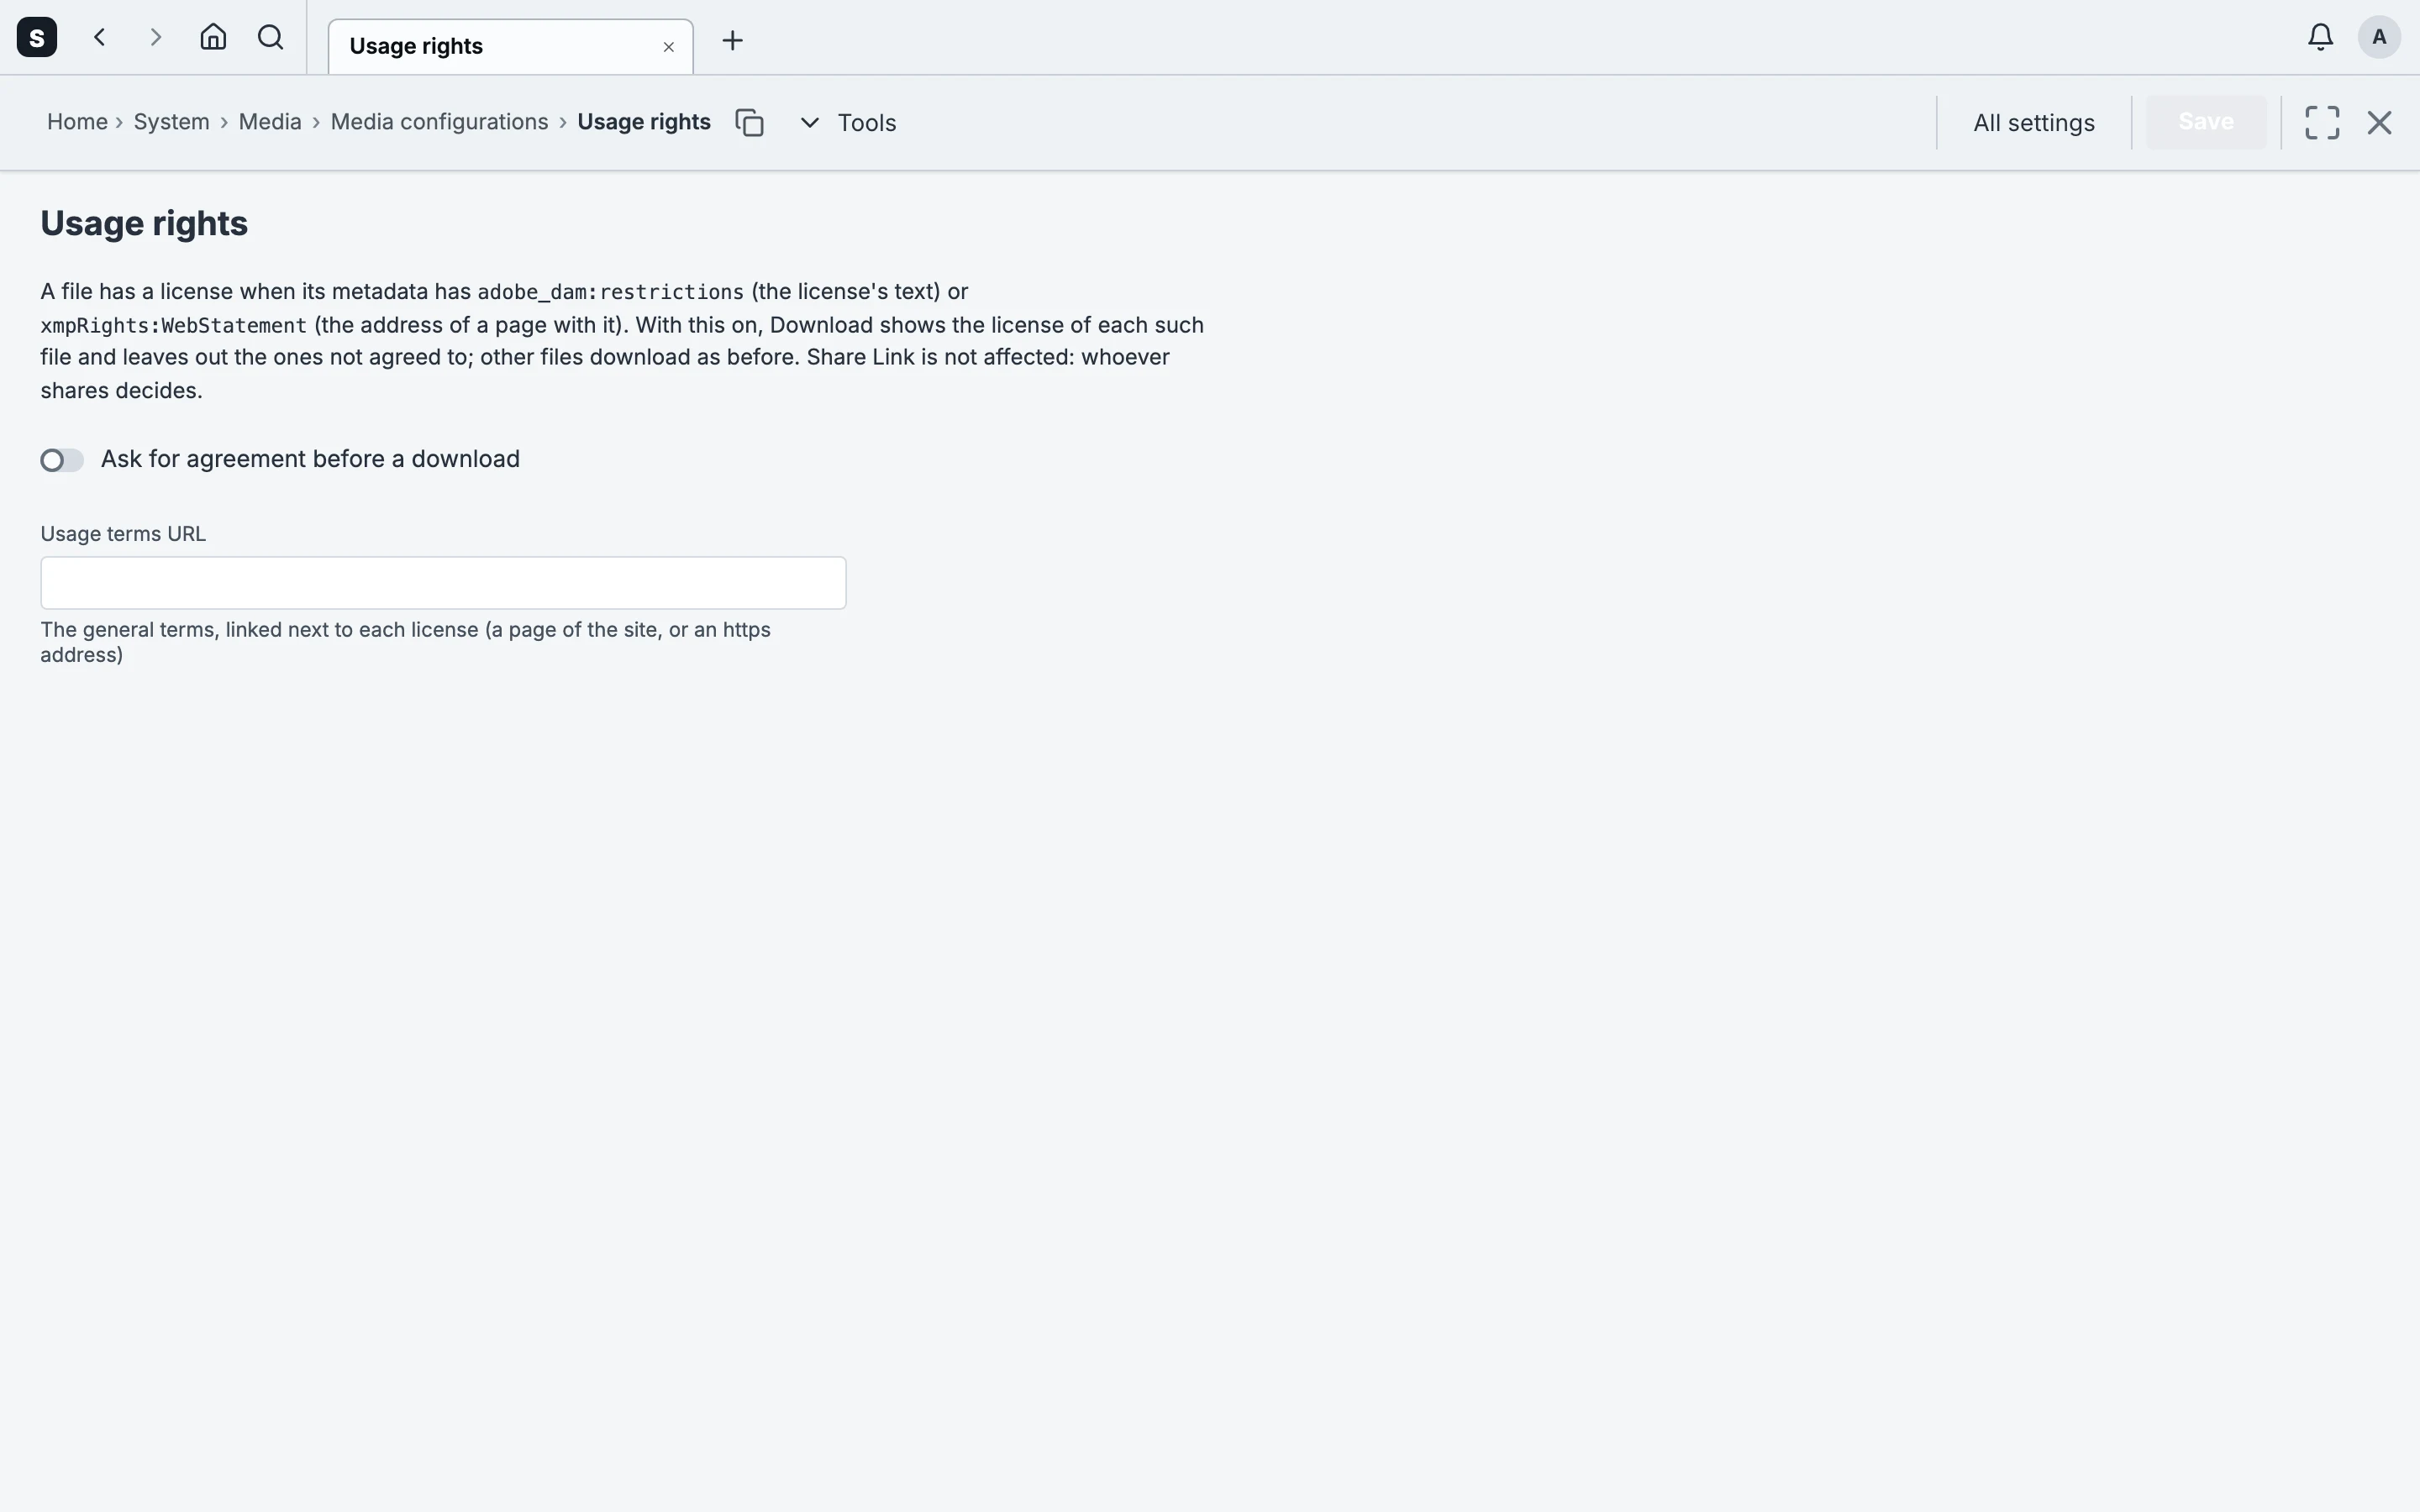 S
Usage rights
A
Home › System › Media › Media configurations › Usage rights
Tools
All settings
Save
Usage rights
A file has a license when its metadata has adobe_dam:restrictions (the license's text) or
xmpRights:WebStatement (the address of a page with it). With this on, Download shows the license of each such
file and leaves out the ones not agreed to; other files download as before. Share Link is not affected: whoever
shares decides.
Ask for agreement before a download
Usage terms URL
The general terms, linked next to each license (a page of the site, or an https
address)